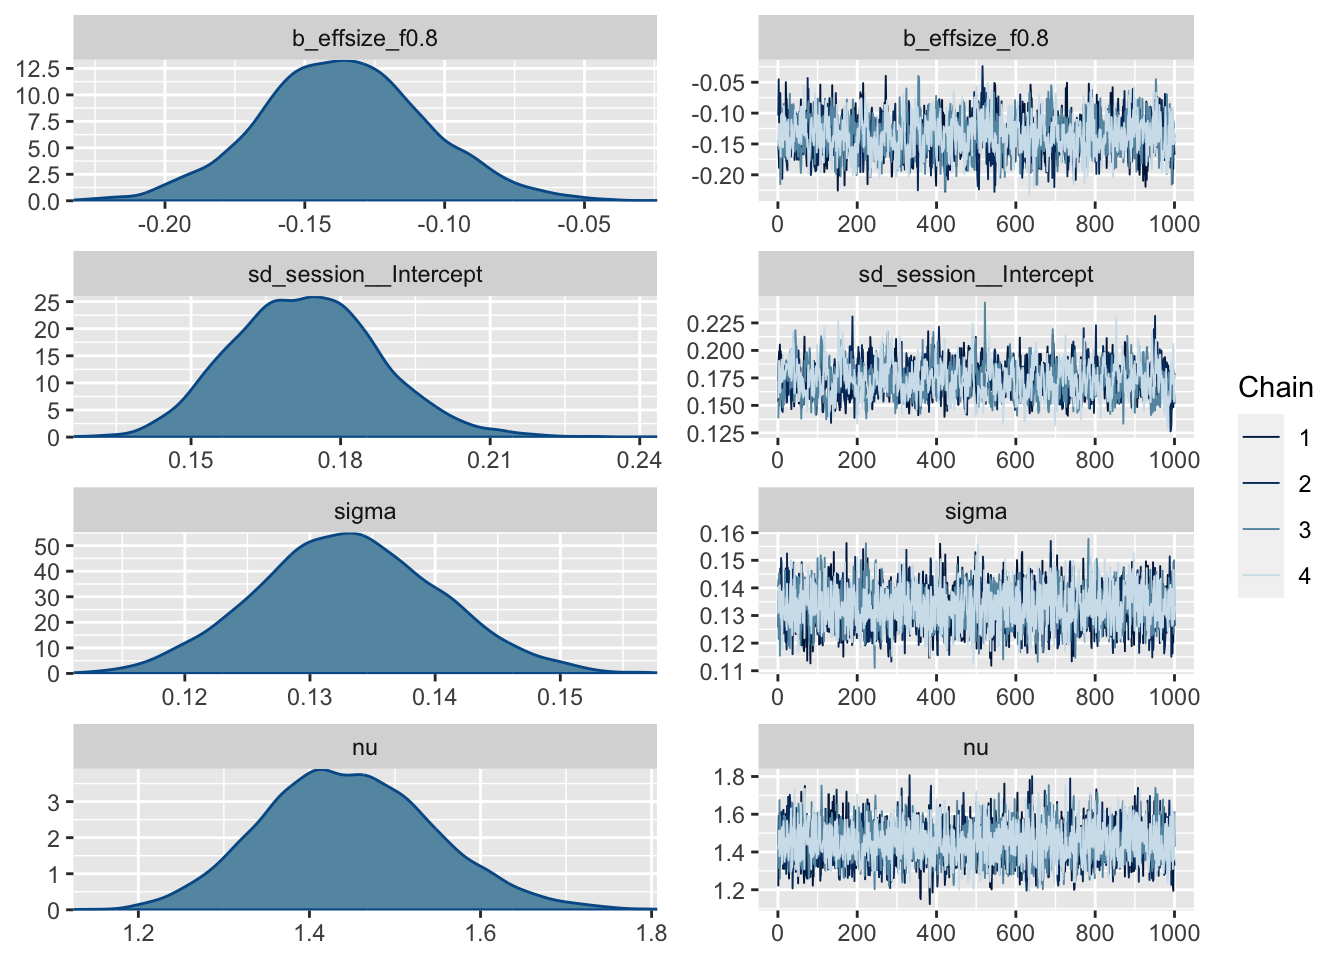 b_effsize_f0.8
12.5
10.0
7.5
5.0
2.5
0.0
-0.20 -0.15 -0.10 -0.05
b_effsize_f0.8
-0.05
-0.10
-0.15
-0.20
0 200 400 600 800 1000
sd_session__Intercept
25
20
15
10
5
0
0.15 0.18 0.21 0.24
sd_session__Intercept
0.225
0.200
0.175
0.150
0.125
0 200 400 600 800 1000
sigma
50
40
30
20
10
0
0.12 0.13 0.14 0.15
sigma
0.16
0.15
0.14
0.13
0.12
0.11
0 200 400 600 800 1000
nu
3
2
1
0
1.2 1.4 1.6 1.8
nu
1.8
1.6
1.4
1.2
0 200 400 600 800 1000
Chain
1
2
3
4